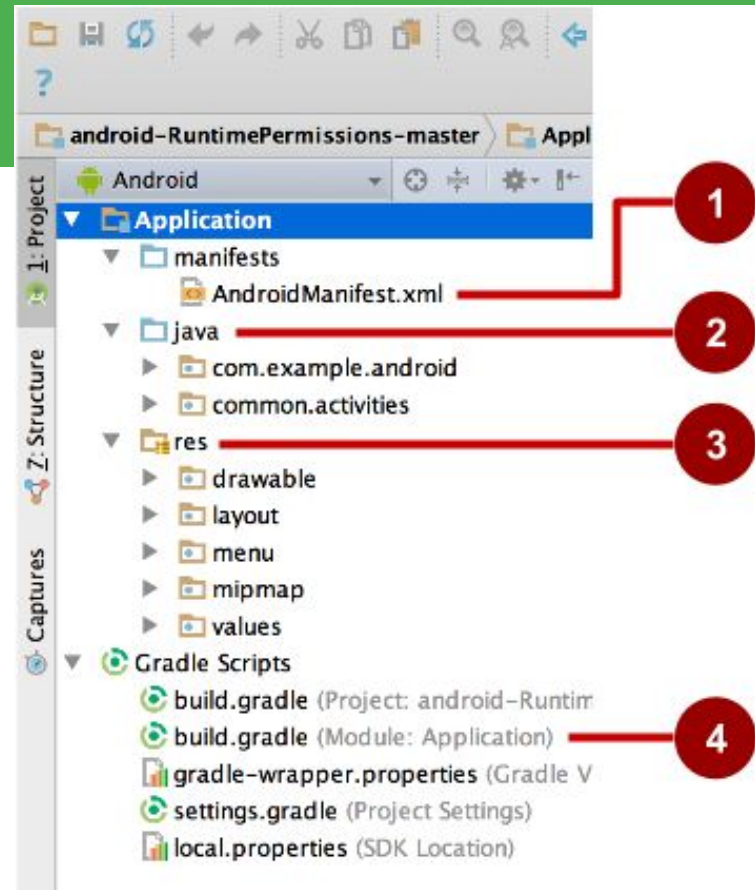 ?
android-RuntimePermissions-master
Appl
1: Project
Android
Application
1
manifests
AndroidManifest.xml
java
2
com.example.android
common.activities
res
3
drawable
layout
menu
mipmap
values
7: Structure
Captures
Gradle Scripts
build.gradle (Project: android-Runtim
build.gradle (Module: Application)
4
gradle-wrapper.properties (Gradle V
settings.gradle (Project Settings)
local.properties (SDK Location)